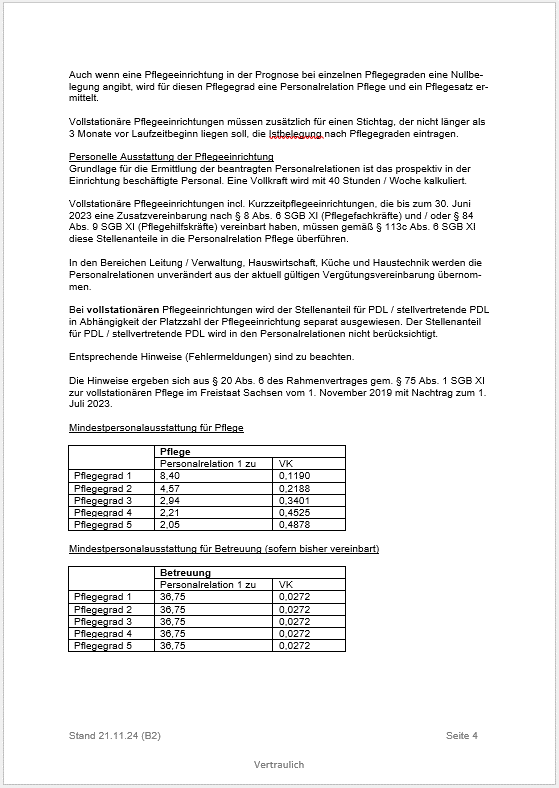 Auch wenn eine Pflegeeinrichtung in der Prognose bei einzelnen Pflegegraden eine Nullbe-
legung angibt, wird für diesen Pflegegrad eine Personalrelation Pflege und ein Pflegesatz er-
mittelt.
Vollstationäre Pflegeeinrichtungen müssen zusätzlich für einen Stichtag, der nicht länger als
3 Monate vor Laufzeitbeginn liegen soll, die Istbelegung nach Pflegegraden eintragen.
Personelle Ausstattung der Pflegeeinrichtung
Grundlage für die Ermittlung der beantragten Personalrelationen ist das prospektiv in der
Einrichtung beschäftigte Personal. Eine Vollkraft wird mit 40 Stunden / Woche kalkuliert.
Vollstationäre Pflegeeinrichtungen incl. Kurzzeitpflegeeinrichtungen, die bis zum 30. Juni
2023 eine Zusatzvereinbarung nach § 8 Abs. 6 SGB XI (Pflegefachkräfte) und / oder § 84
Abs. 9 SGB XI (Pflegehilfskräfte) vereinbart haben, müssen gemäß § 113c Abs. 6 SGB XI
diese Stellenanteile in die Personalrelation Pflege überführen.
In den Bereichen Leitung / Verwaltung, Hauswirtschaft, Küche und Haustechnik werden die
Personalrelationen unverändert aus der aktuell gültigen Vergütungsvereinbarung übernom-
men.
Bei vollstationären Pflegeeinrichtungen wird der Stellenanteil für PDL / stellvertretende PDL
in Abhängigkeit der Platzzahl der Pflegeeinrichtung separat ausgewiesen. Der Stellenanteil
für PDL / stellvertretende PDL wird in den Personalrelationen nicht berücksichtigt.
Entsprechende Hinweise (Fehlermeldungen) sind zu beachten.
Die Hinweise ergeben sich aus § 20 Abs. 6 des Rahmenvertrages gem. § 75 Abs. 1 SGB XI
zur vollstationären Pflege im Freistaat Sachsen vom 1. November 2019 mit Nachtrag zum 1.
Juli 2023.
Mindestpersonalausstattung für Pflege
Pflege
Personalrelation 1 zu VK
Pflegegrad 1 8,40 0,1190
Pflegegrad 2 4,57 0,2188
Pflegegrad 3 2,94 0,3401
Pflegegrad 4 2,21 0,4525
Pflegegrad 5 2,05 0,4878
Mindestpersonalausstattung für Betreuung (sofern bisher vereinbart)
Betreuung
Personalrelation 1 zu VK
Pflegegrad 1 36,75 0,0272
Pflegegrad 2 36,75 0,0272
Pflegegrad 3 36,75 0,0272
Pflegegrad 4 36,75 0,0272
Pflegegrad 5 36,75 0,0272
Stand 21.11.24 (B2) Seite 4
Vertraulich